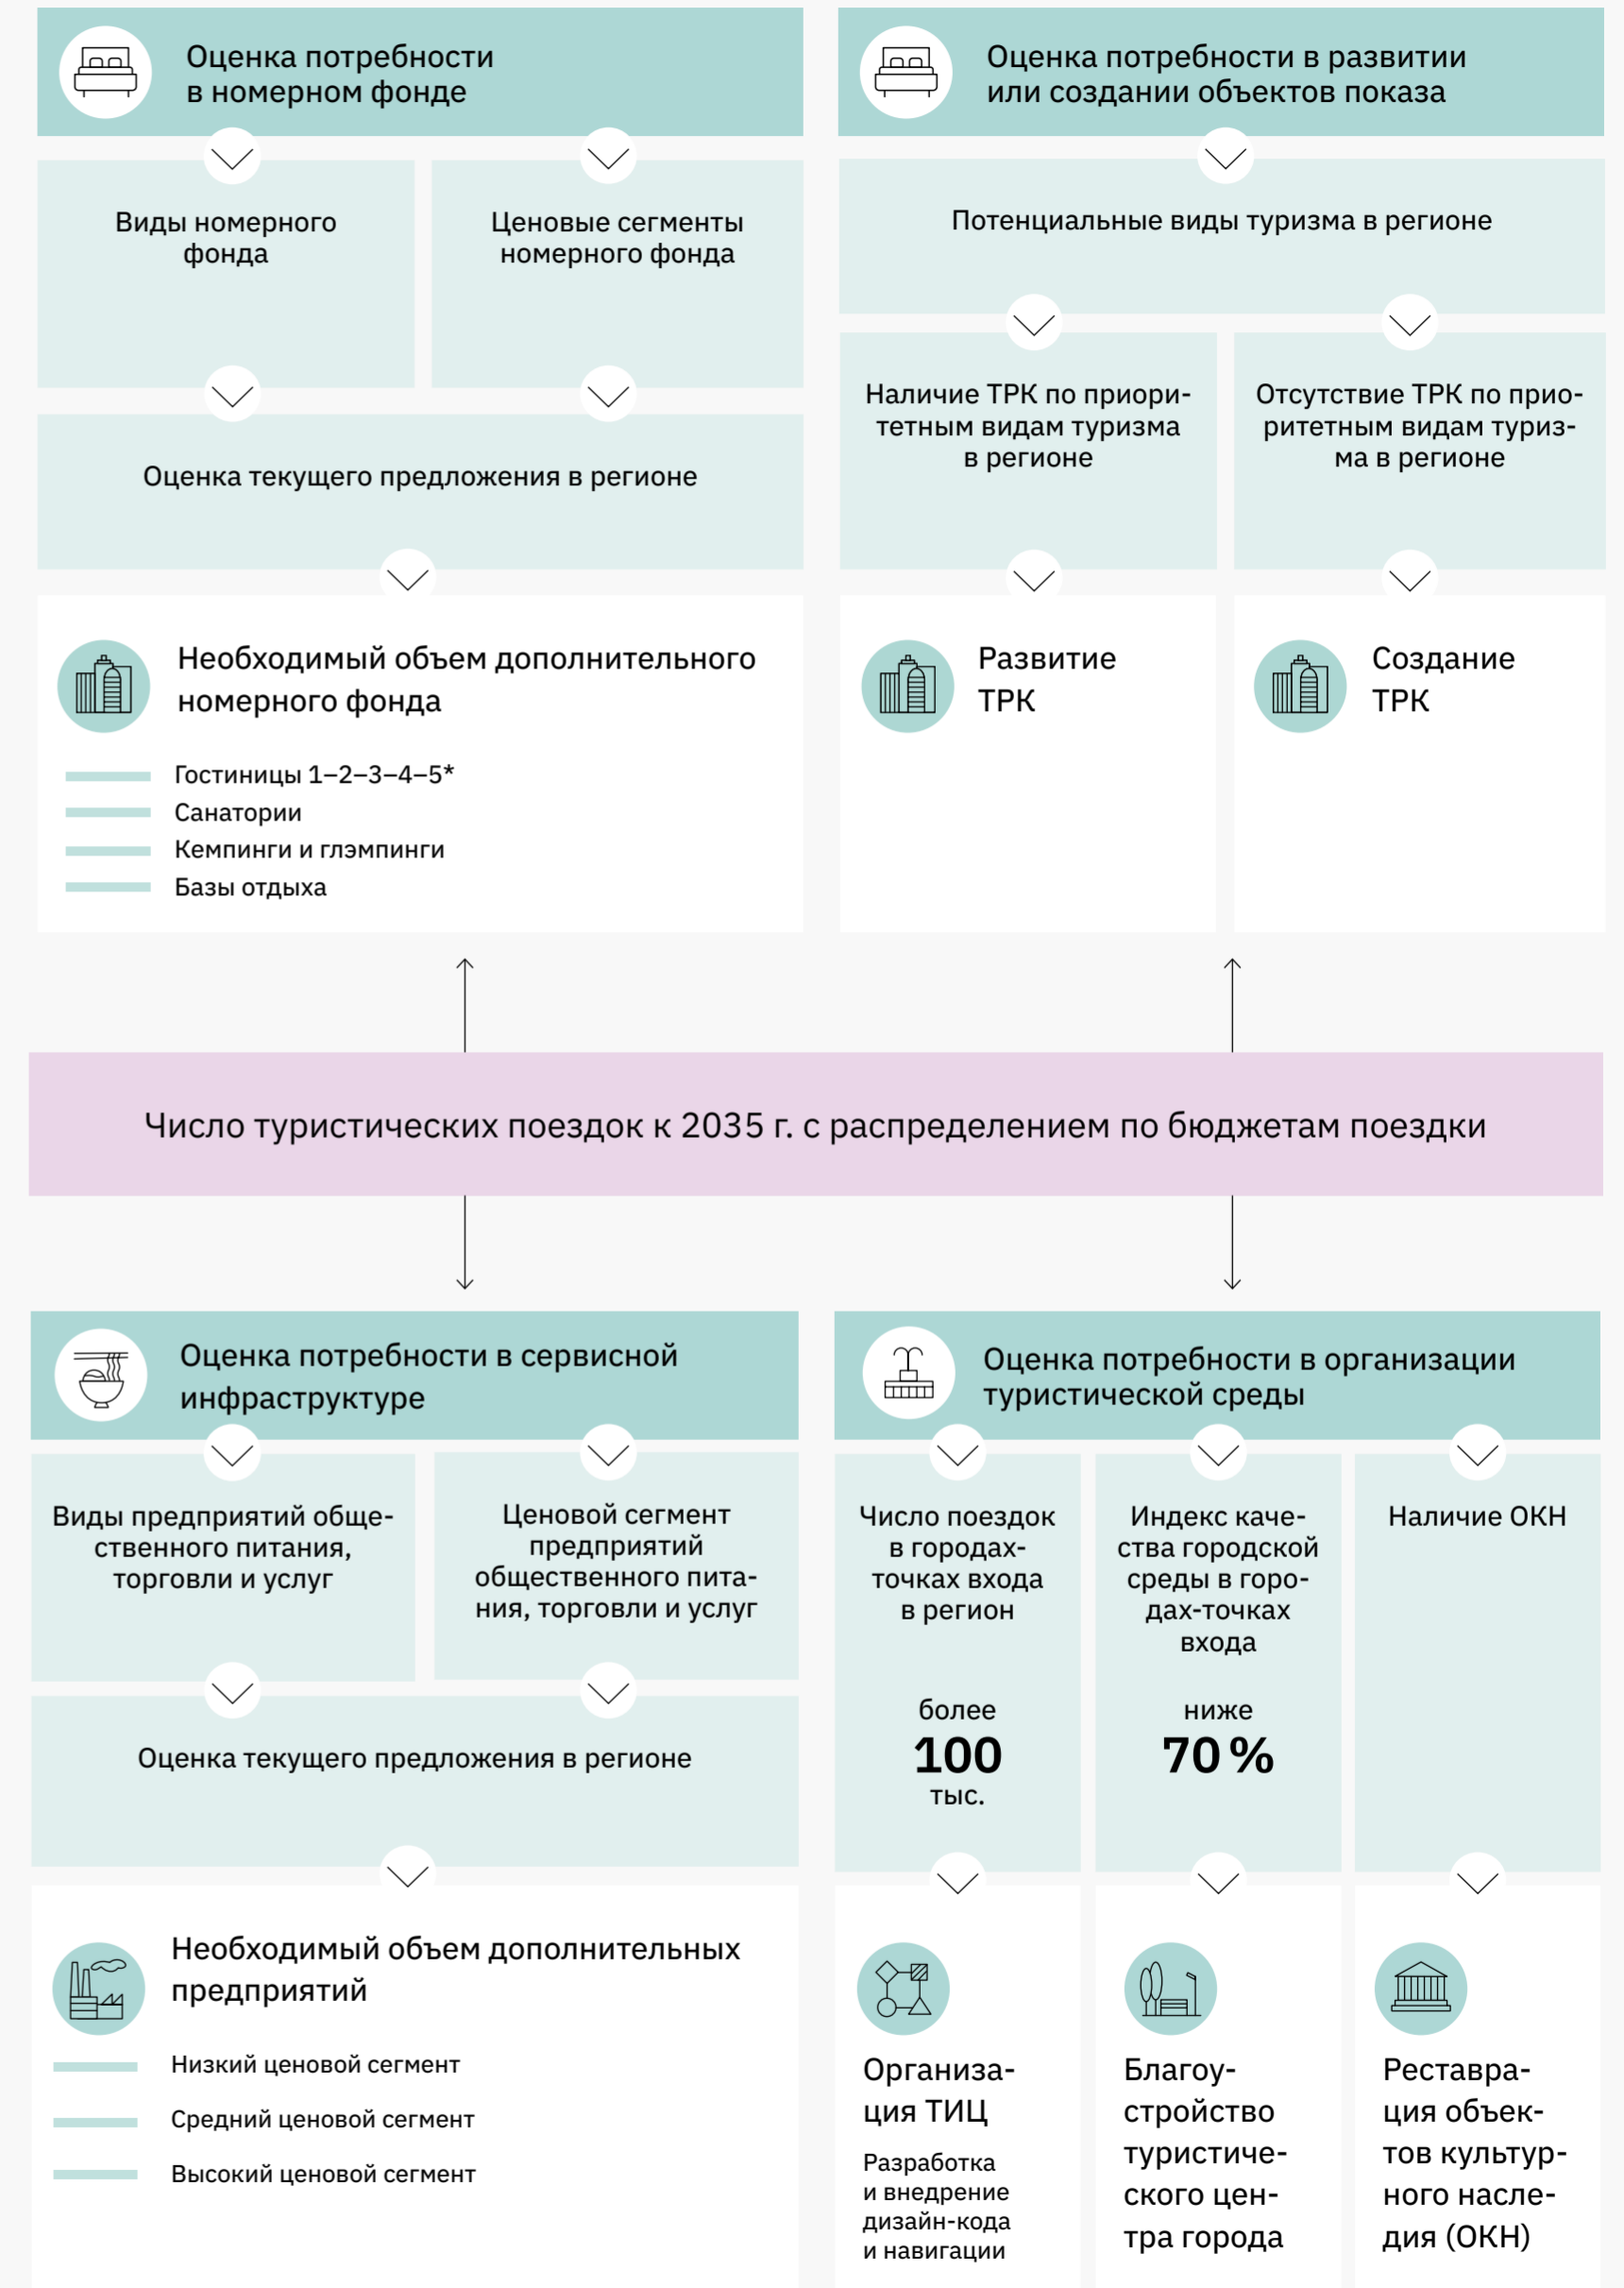 Оценка потребности
в номерном фонде
Виды номерного
фонда
Ценовые сегменты
номерного фонда
Оценка текущего предложения в регионе
Необходимый объем дополнительного
номерного фонда
Гостиницы 1–2–3–4–5*
Санатории
Кемпинги и глэмпинги
Базы отдыха
Оценка потребности в развитии
или создании объектов показа
Потенциальные виды туризма в регионе
Наличие ТРК по приори-
тетным видам туризма
в регионе
Отсутствие ТРК по прио-
ритетным видам туриз-
ма в регионе
Развитие
ТРК
Создание
ТРК
Число туристических поездок к 2035 г. с распределением по бюджетам поездки
Оценка потребности в сервисной
инфраструктуре
Виды предприятий обще-
ственного питания,
торговли и услуг
Ценовой сегмент
предприятий
общественного пита-
ния, торговли и услуг
Оценка текущего предложения в регионе
Необходимый объем дополнительных
предприятий
Низкий ценовой сегмент
Средний ценовой сегмент
Высокий ценовой сегмент
Оценка потребности в организации
туристической среды
Число поездок
в городах-
точках входа
в регион
более
100
тыс.
Индекс каче-
ства городской
среды в горо-
дах-точках
входа
ниже
70 %
Наличие ОКН
Организа-
ция ТИЦ
Разработка
и внедрение
дизайн-кода
и навигации
Благоу-
стройство
туристиче-
ского цен-
тра города
Реставра-
ция объек-
тов культур-
ного насле-
дия (ОКН)